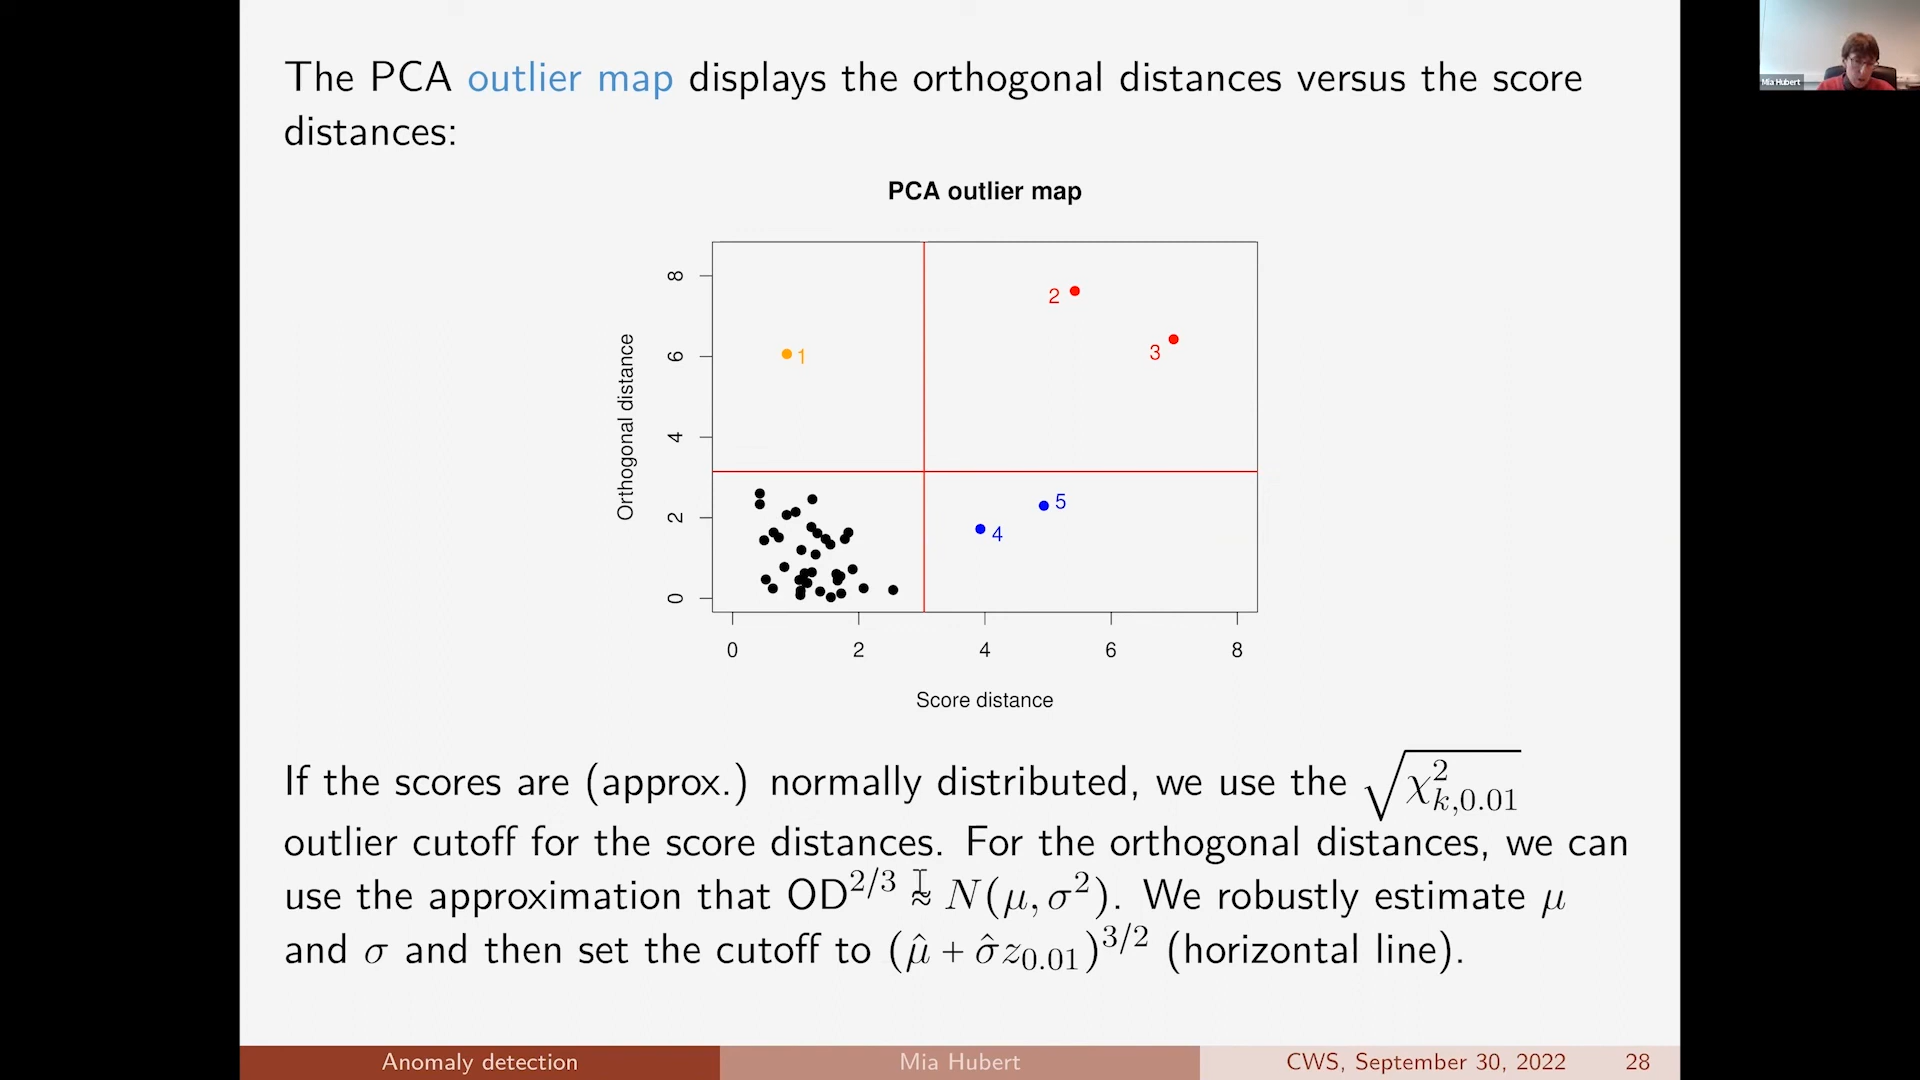 The PCA outlier map displays the orthogonal distances versus the score
distances:
Mia Hubert
PCA outlier map
Orthogonal distance
8
6
4
2
0
1
2
3
4
5
0 2 4 6 8
Score distance
If the scores are (approx.) normally distributed, we use the √χ²ₖ,₀.₀₁
outlier cutoff for the score distances. For the orthogonal distances, we can
use the approximation that OD^{2/3} ≈ N(μ, σ²). We robustly estimate μ
and σ and then set the cutoff to (μ̂ + σ̂z₀.₀₁)^{3/2} (horizontal line).
Anomaly detection
Mia Hubert
CWS, September 30, 2022 28